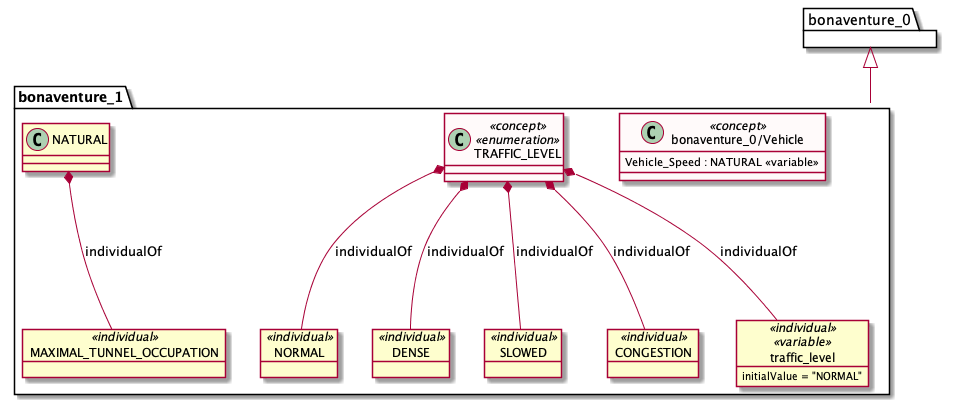 bonaventure_0
bonaventure_1
C NATURAL
C «concept»
«enumeration»
TRAFFIC_LEVEL
C «concept»
bonaventure_0/Vehicle
Vehicle_Speed : NATURAL «variable»
individualOf
individualOf
individualOf
individualOf
individualOf
individualOf
«individual»
MAXIMAL_TUNNEL_OCCUPATION
«individual»
NORMAL
«individual»
DENSE
«individual»
SLOWED
«individual»
CONGESTION
«individual»
«variable»
traffic_level
initialValue = "NORMAL"